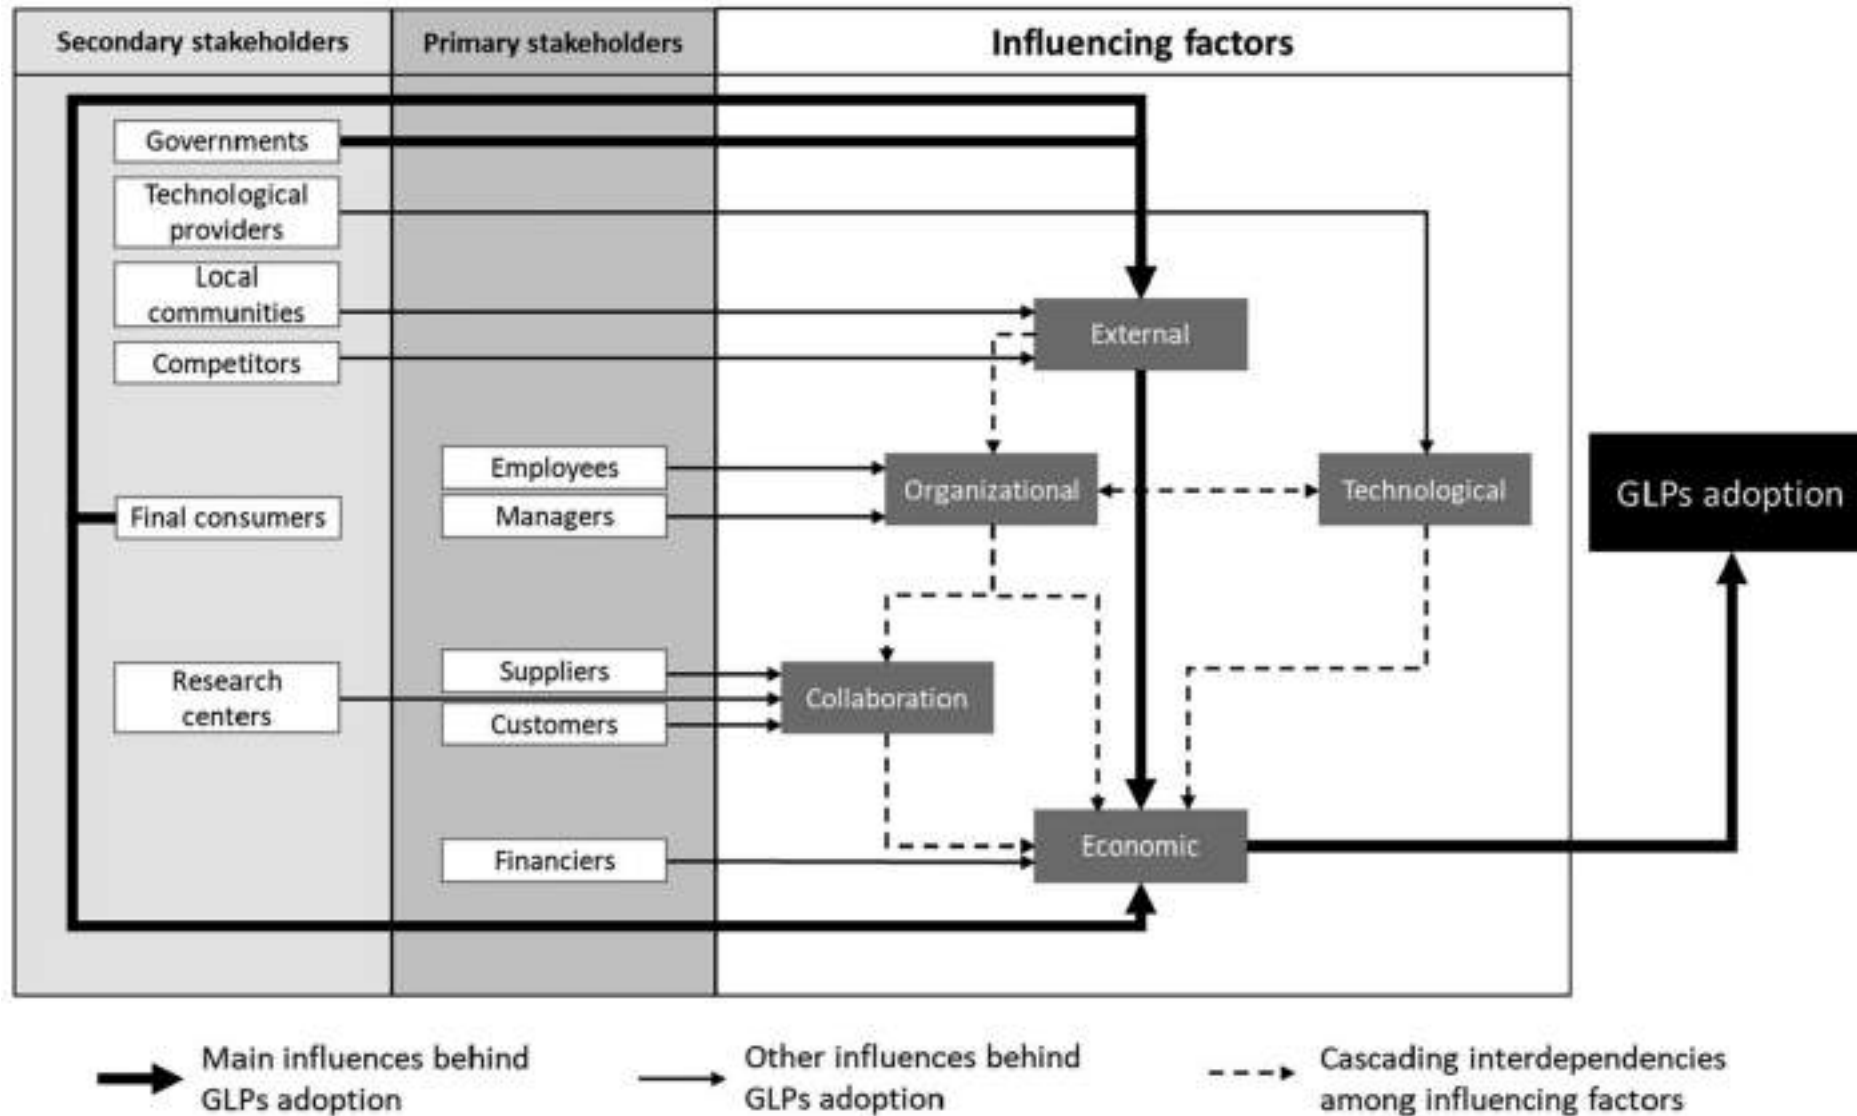 Secondary stakeholders
Primary stakeholders
Influencing factors
Governments
Technological
providers
Local
communities
Competitors
Final consumers
Research
centers
Employees
Managers
Suppliers
Customers
Financiers
External
Organizational
Technological
Collaboration
Economic
GLPs adoption
Main influences behind
GLPs adoption
Other influences behind
GLPs adoption
Cascading interdependencies
among influencing factors